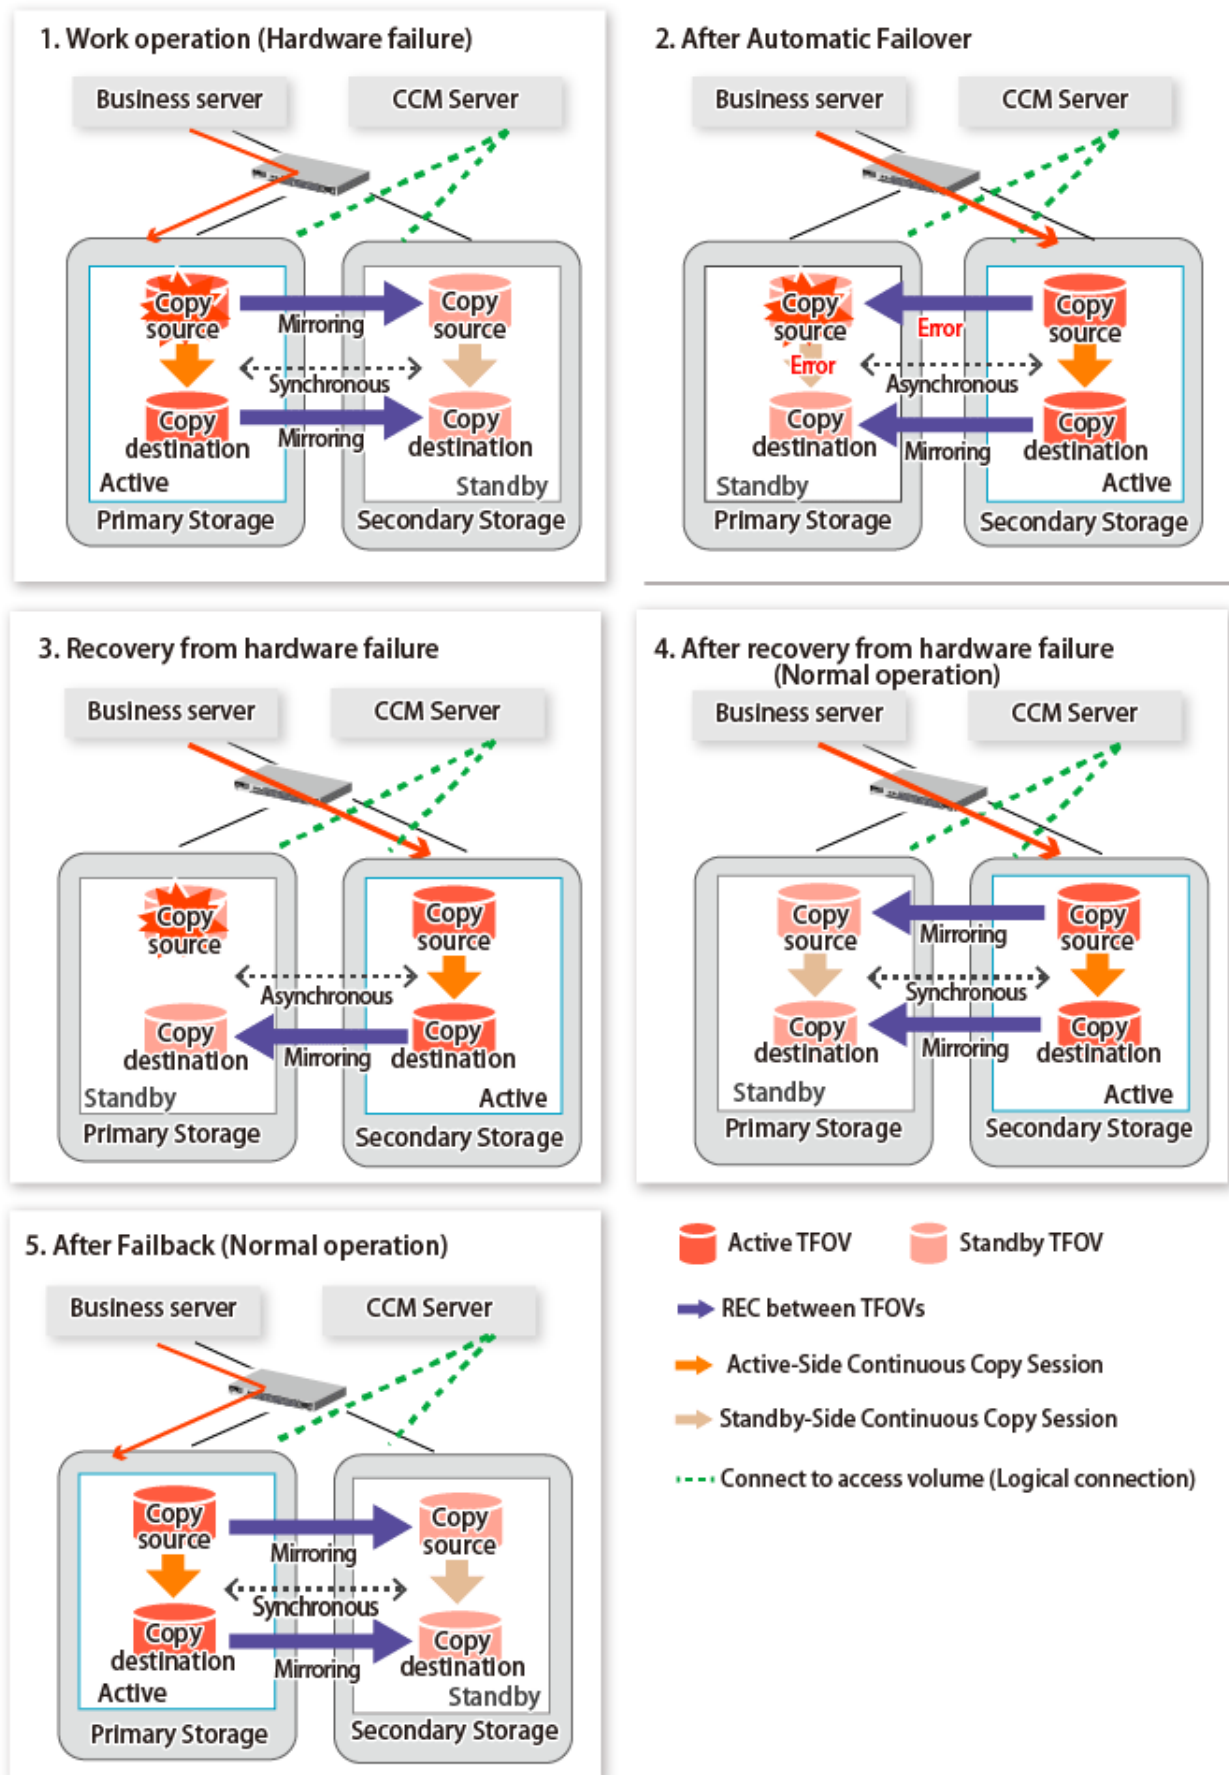 1. Work operation (Hardware failure)
Business server
CCM Server
Copy
source
Mirroring
Copy
source
Synchronous
Copy
destination
Mirroring
Copy
destination
Active
Standby
Primary Storage
Secondary Storage
2. After Automatic Failover
Business server
CCM Server
Copy
source
Error
Copy
source
Error
Asynchronous
Copy
destination
Mirroring
Copy
destination
Standby
Active
Primary Storage
Secondary Storage
3. Recovery from hardware failure
Business server
CCM Server
Copy
source
Copy
source
Asynchronous
Copy
destination
Mirroring
Copy
destination
Standby
Active
Primary Storage
Secondary Storage
4. After recovery from hardware failure
(Normal operation)
Business server
CCM Server
Copy
source
Mirroring
Copy
source
Synchronous
Copy
destination
Mirroring
Copy
destination
Standby
Active
Primary Storage
Secondary Storage
5. After Failback (Normal operation)
Business server
CCM Server
Copy
source
Mirroring
Copy
source
Synchronous
Copy
destination
Mirroring
Copy
destination
Active
Standby
Primary Storage
Secondary Storage
Active TFOV
Standby TFOV
REC between TFOVs
Active-Side Continuous Copy Session
Standby-Side Continuous Copy Session
Connect to access volume (Logical connection)